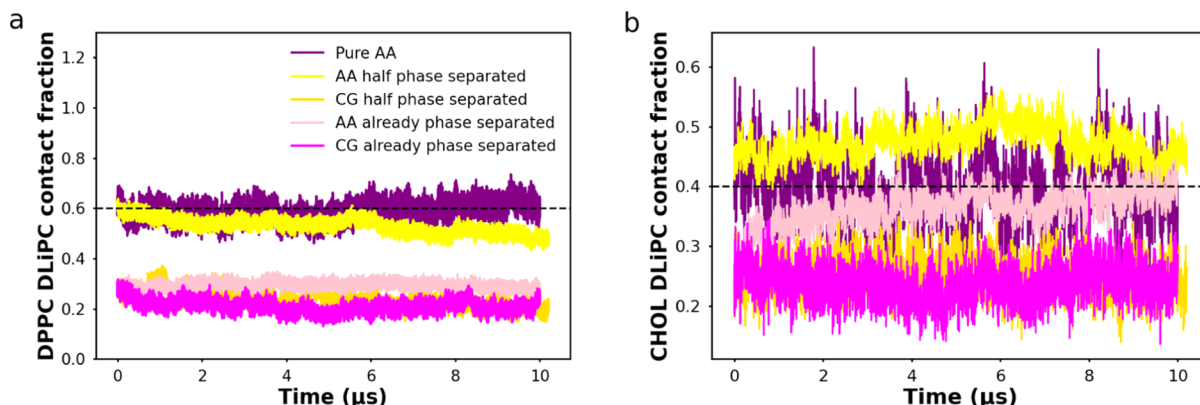 a
DPPC DLiPC contact fraction
1.2
1.0
0.8
0.6
0.4
0.2
0.0
Pure AA
AA half phase separated
CG half phase separated
AA already phase separated
CG already phase separated
0 2 4 6 8 10
Time (μs)
b
CHOL DLiPC contact fraction
0.6
0.5
0.4
0.3
0.2
0 2 4 6 8 10
Time (μs)